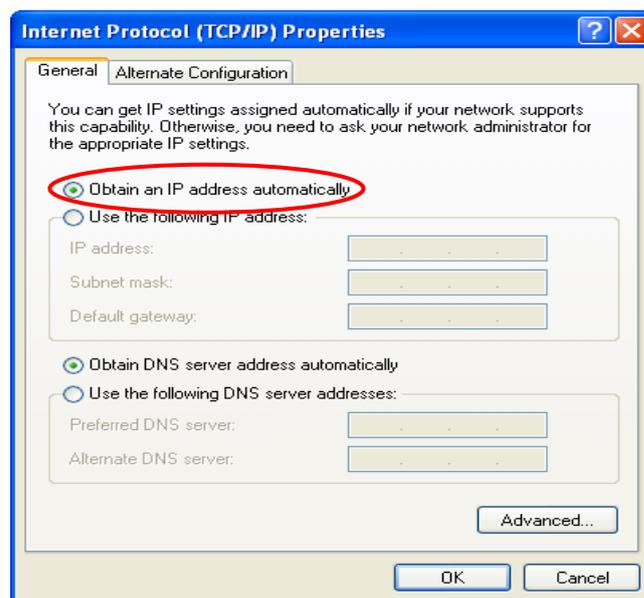 Internet Protocol (TCP/IP) Properties
General
Alternate Configuration
You can get IP settings assigned automatically if your network supports
this capability. Otherwise, you need to ask your network administrator for
the appropriate IP settings.
Obtain an IP address automatically
Use the following IP address:
IP address:
Subnet mask:
Default gateway:
Obtain DNS server address automatically
Use the following DNS server addresses:
Preferred DNS server:
Alternate DNS server:
Advanced...
OK
Cancel